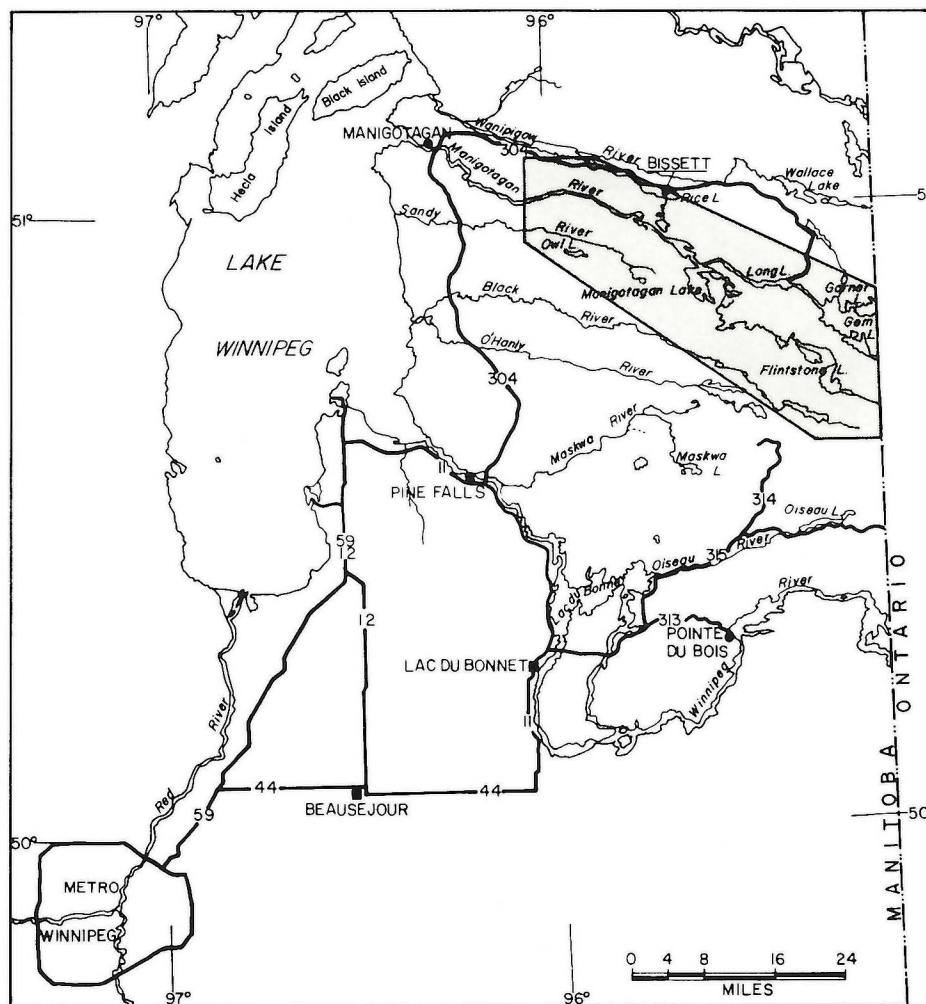 97°
96°
Black Island
Island
Hecla
MANIGOTAGAN
Wanipigow
304
River
BISSETT
Manigotagan
River
Rice L.
Wallace
Lake
51°
5
Sandy
River
Owl L.
Long L.
LAKE
Manigotagan Lake
Garner
L.
Gem
L.
Black
River
WINNIPEG
O'Hanly
River
Flintstone L.
304
Maskwa
River
Maskwa
L
11
PINE FALLS
314
Oiseau L.
59
12
315
River
Oiseau
River
Lac du Bonnet
12
313
POINTE
DU BOIS
LAC DU BONNET
Winnipeg
River
11
Red
44
44
BEAUSEJOUR
59
50°
50
METRO
WINNIPEG
MANITOBA
ONTARIO
97°
96°
0 4 8 16 24
MILES